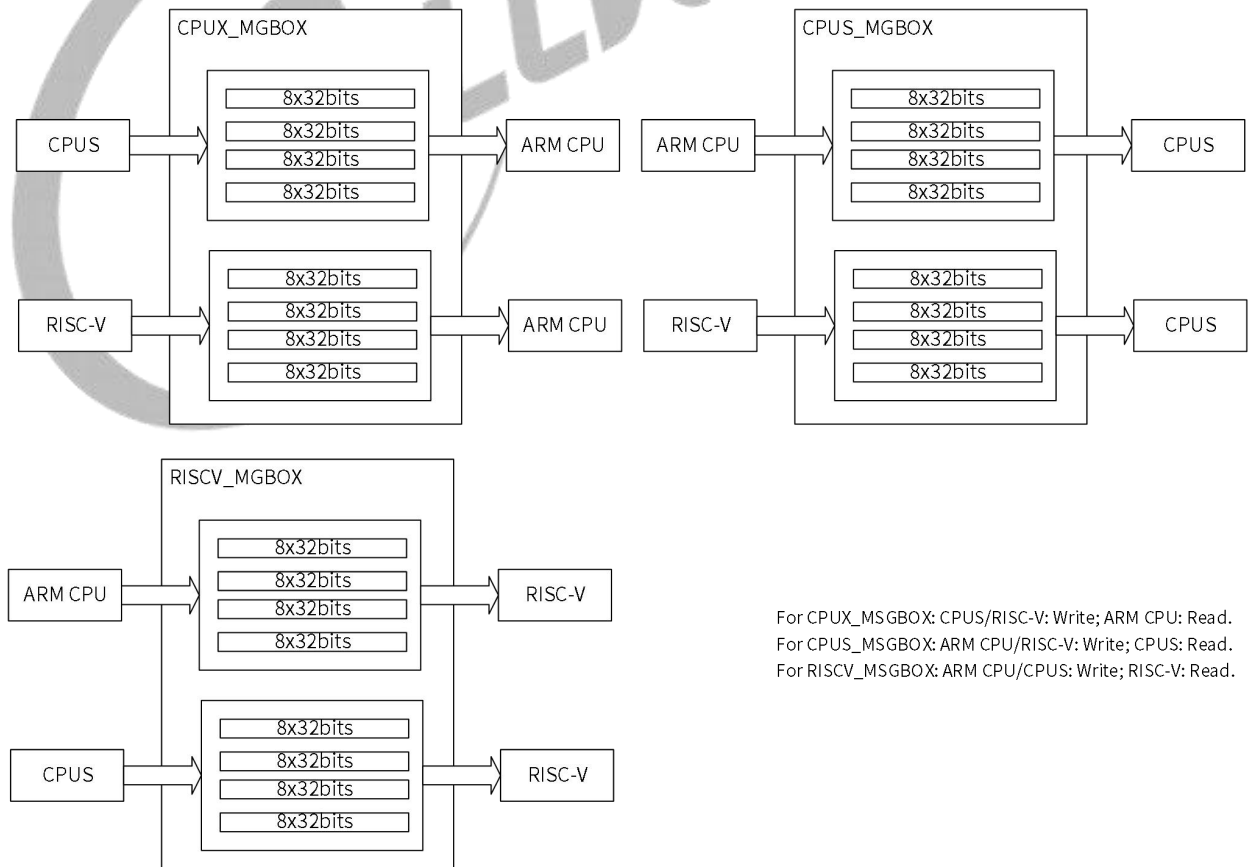 CPUX_MGBOX
8x32bits
8x32bits
8x32bits
8x32bits
CPUS
ARM CPU
8x32bits
8x32bits
8x32bits
8x32bits
RISC-V
ARM CPU
CPUS_MGBOX
8x32bits
8x32bits
8x32bits
8x32bits
ARM CPU
CPUS
8x32bits
8x32bits
8x32bits
8x32bits
RISC-V
CPUS
RISCV_MGBOX
8x32bits
8x32bits
8x32bits
8x32bits
ARM CPU
RISC-V
8x32bits
8x32bits
8x32bits
8x32bits
CPUS
RISC-V
For CPUX_MSGBOX: CPUS/RISC-V: Write; ARM CPU: Read.
For CPUS_MSGBOX: ARM CPU/RISC-V: Write; CPUS: Read.
For RISCV_MSGBOX: ARM CPU/CPUS: Write; RISC-V: Read.